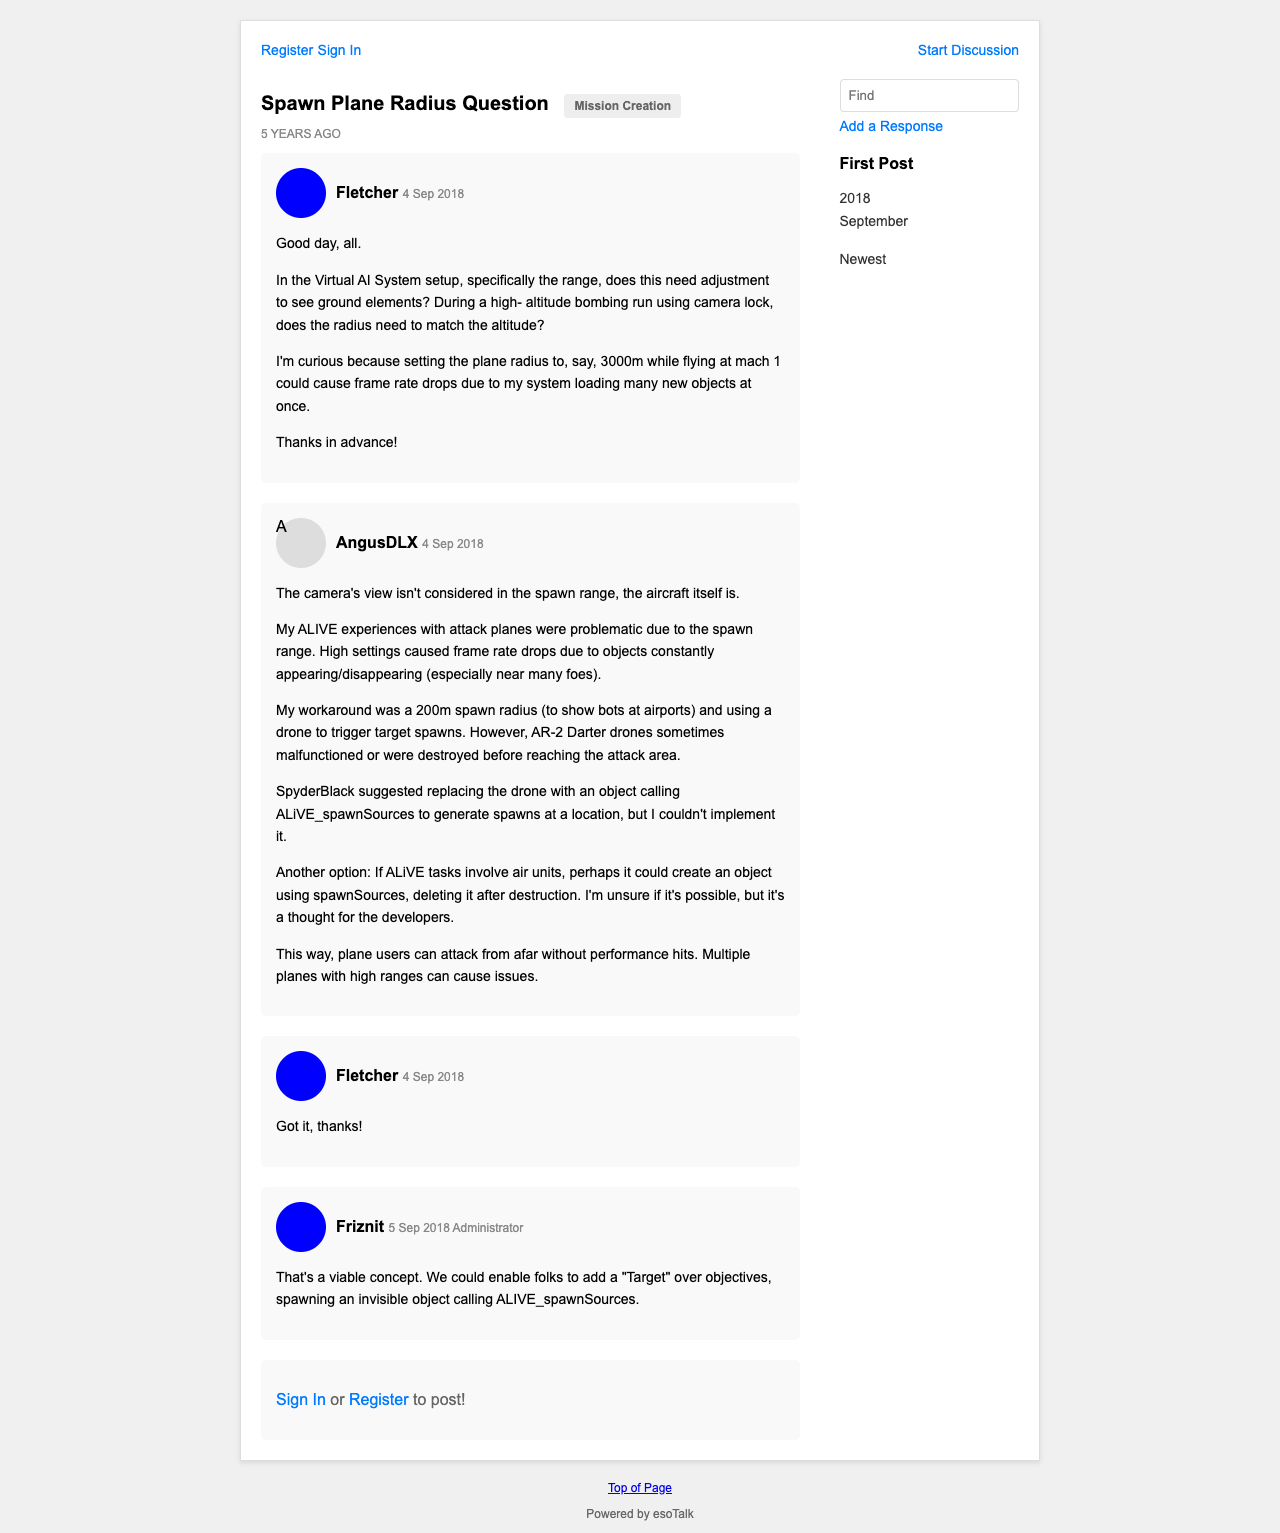 Register Sign In
Start Discussion
Spawn Plane Radius Question
Mission Creation
5 YEARS AGO
Fletcher 4 Sep 2018
Good day, all.
In the Virtual AI System setup, specifically the range, does this need adjustment
to see ground elements? During a high- altitude bombing run using camera lock,
does the radius need to match the altitude?
I'm curious because setting the plane radius to, say, 3000m while flying at mach 1
could cause frame rate drops due to my system loading many new objects at
once.
Thanks in advance!
A
AngusDLX 4 Sep 2018
The camera's view isn't considered in the spawn range, the aircraft itself is.
My ALIVE experiences with attack planes were problematic due to the spawn
range. High settings caused frame rate drops due to objects constantly
appearing/disappearing (especially near many foes).
My workaround was a 200m spawn radius (to show bots at airports) and using a
drone to trigger target spawns. However, AR-2 Darter drones sometimes
malfunctioned or were destroyed before reaching the attack area.
SpyderBlack suggested replacing the drone with an object calling
ALiVE_spawnSources to generate spawns at a location, but I couldn't implement
it.
Another option: If ALiVE tasks involve air units, perhaps it could create an object
using spawnSources, deleting it after destruction. I'm unsure if it's possible, but it's
a thought for the developers.
This way, plane users can attack from afar without performance hits. Multiple
planes with high ranges can cause issues.
Fletcher 4 Sep 2018
Got it, thanks!
Friznit 5 Sep 2018 Administrator
That's a viable concept. We could enable folks to add a "Target" over objectives,
spawning an invisible object calling ALIVE_spawnSources.
Sign In or Register to post!
Find
Add a Response
First Post
2018
September
Newest
Top of Page
Powered by esoTalk